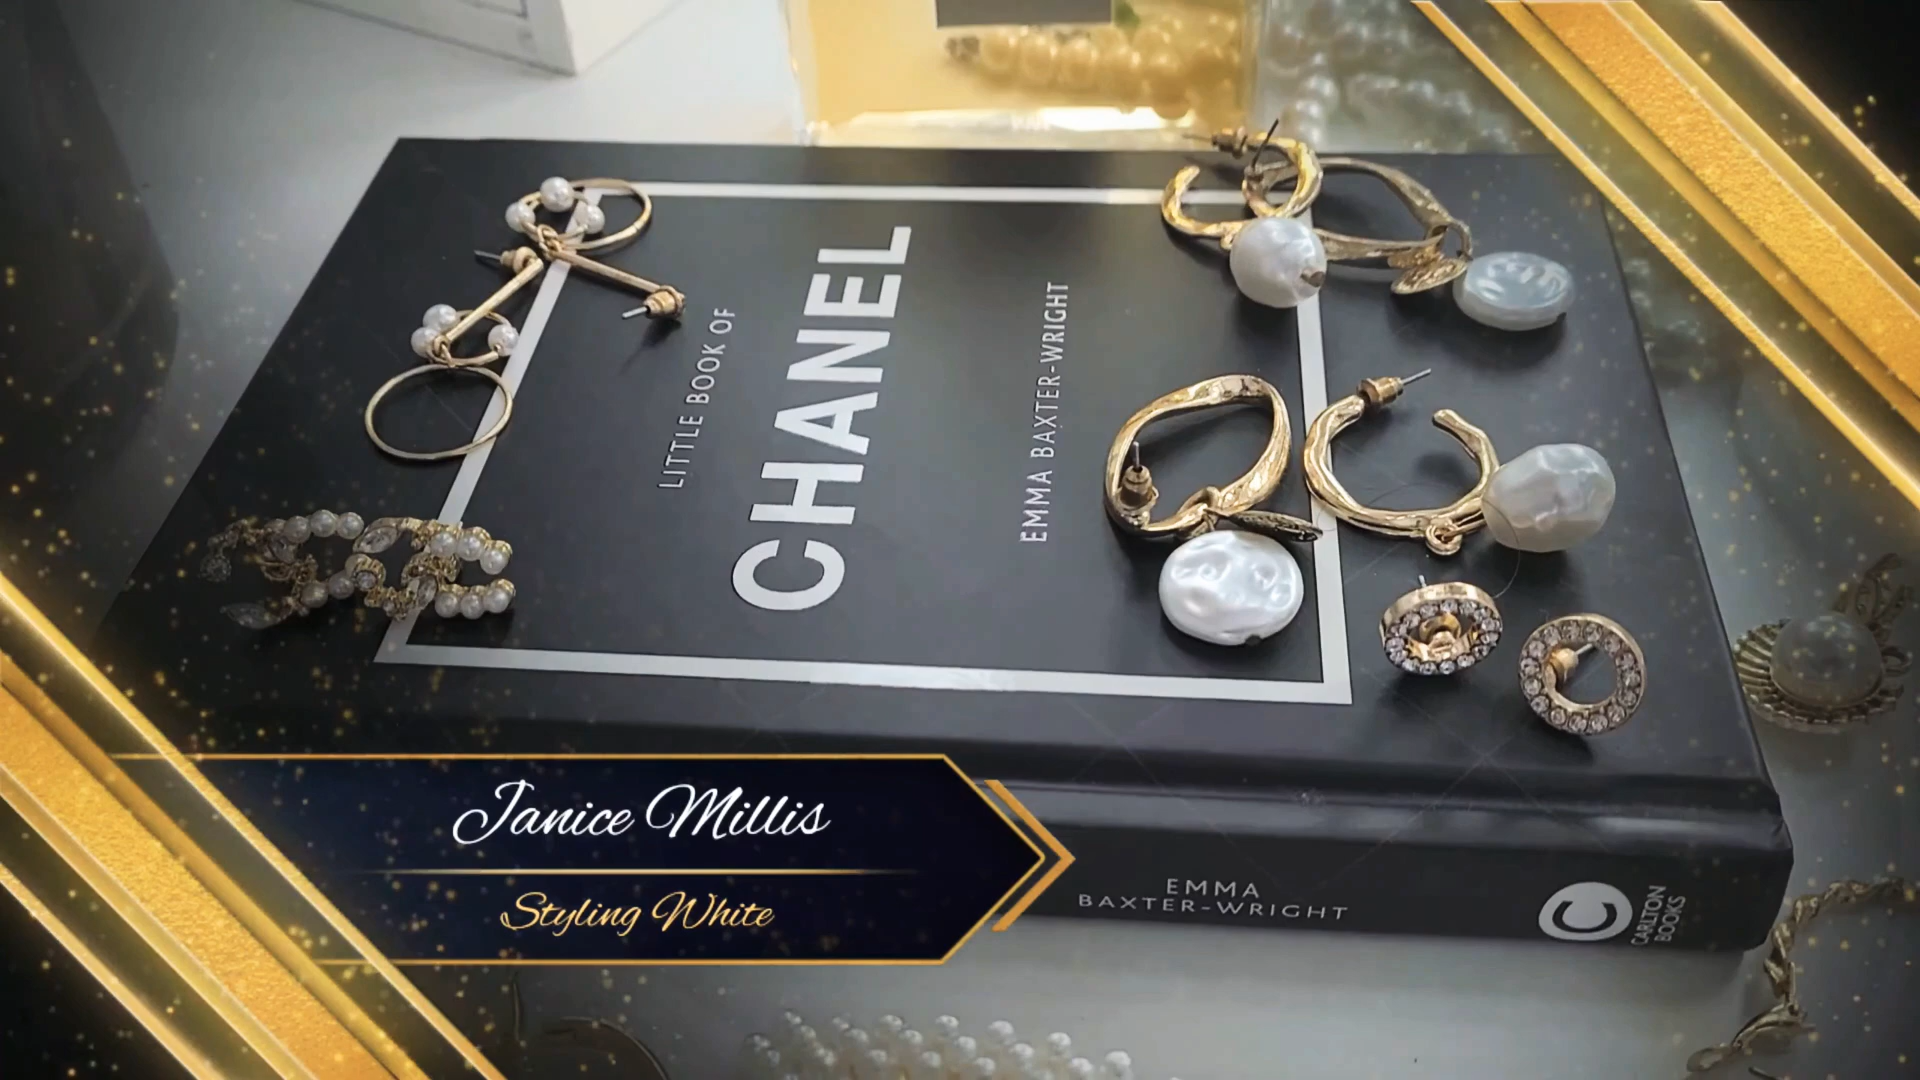 LITTLE BOOK OF
CHANEL
EMMA BAXTER-WRIGHT
Janice Millis
Styling White
EMMA
BAXTER-WRIGHT
CARLTON
BOOKS